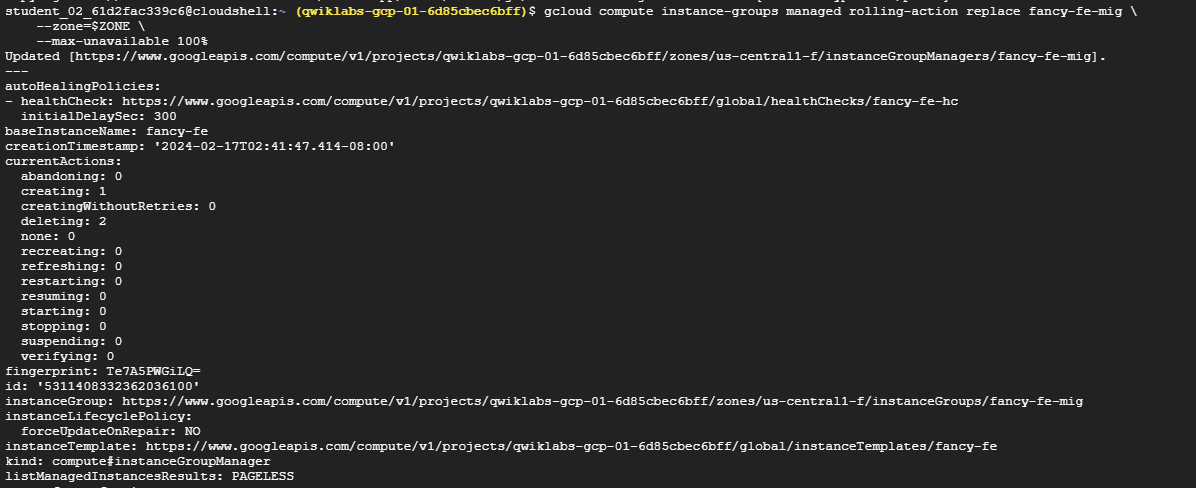 student_02_61d2fac339c6@cloudshell:~ (qwiklabs-gcp-01-6d85cbec6bff)$ gcloud compute instance-groups managed rolling-action replace fancy-fe-mig \
    --zone=$ZONE \
    --max-unavailable 100%
Updated [https://www.googleapis.com/compute/v1/projects/qwiklabs-gcp-01-6d85cbec6bff/zones/us-central1-f/instanceGroupManagers/fancy-fe-mig].
---
autoHealingPolicies:
- healthCheck: https://www.googleapis.com/compute/v1/projects/qwiklabs-gcp-01-6d85cbec6bff/global/healthChecks/fancy-fe-hc
  initialDelaySec: 300
baseInstanceName: fancy-fe
creationTimestamp: '2024-02-17T02:41:47.414-08:00'
currentActions:
  abandoning: 0
  creating: 1
  creatingWithoutRetries: 0
  deleting: 2
  none: 0
  recreating: 0
  refreshing: 0
  restarting: 0
  resuming: 0
  starting: 0
  stopping: 0
  suspending: 0
  verifying: 0
fingerprint: Te7A5PWGiLQ=
id: '5311408332362036100'
instanceGroup: https://www.googleapis.com/compute/v1/projects/qwiklabs-gcp-01-6d85cbec6bff/zones/us-central1-f/instanceGroups/fancy-fe-mig
instanceLifecyclePolicy:
  forceUpdateOnRepair: NO
instanceTemplate: https://www.googleapis.com/compute/v1/projects/qwiklabs-gcp-01-6d85cbec6bff/global/instanceTemplates/fancy-fe
kind: compute#instanceGroupManager
listManagedInstancesResults: PAGELESS